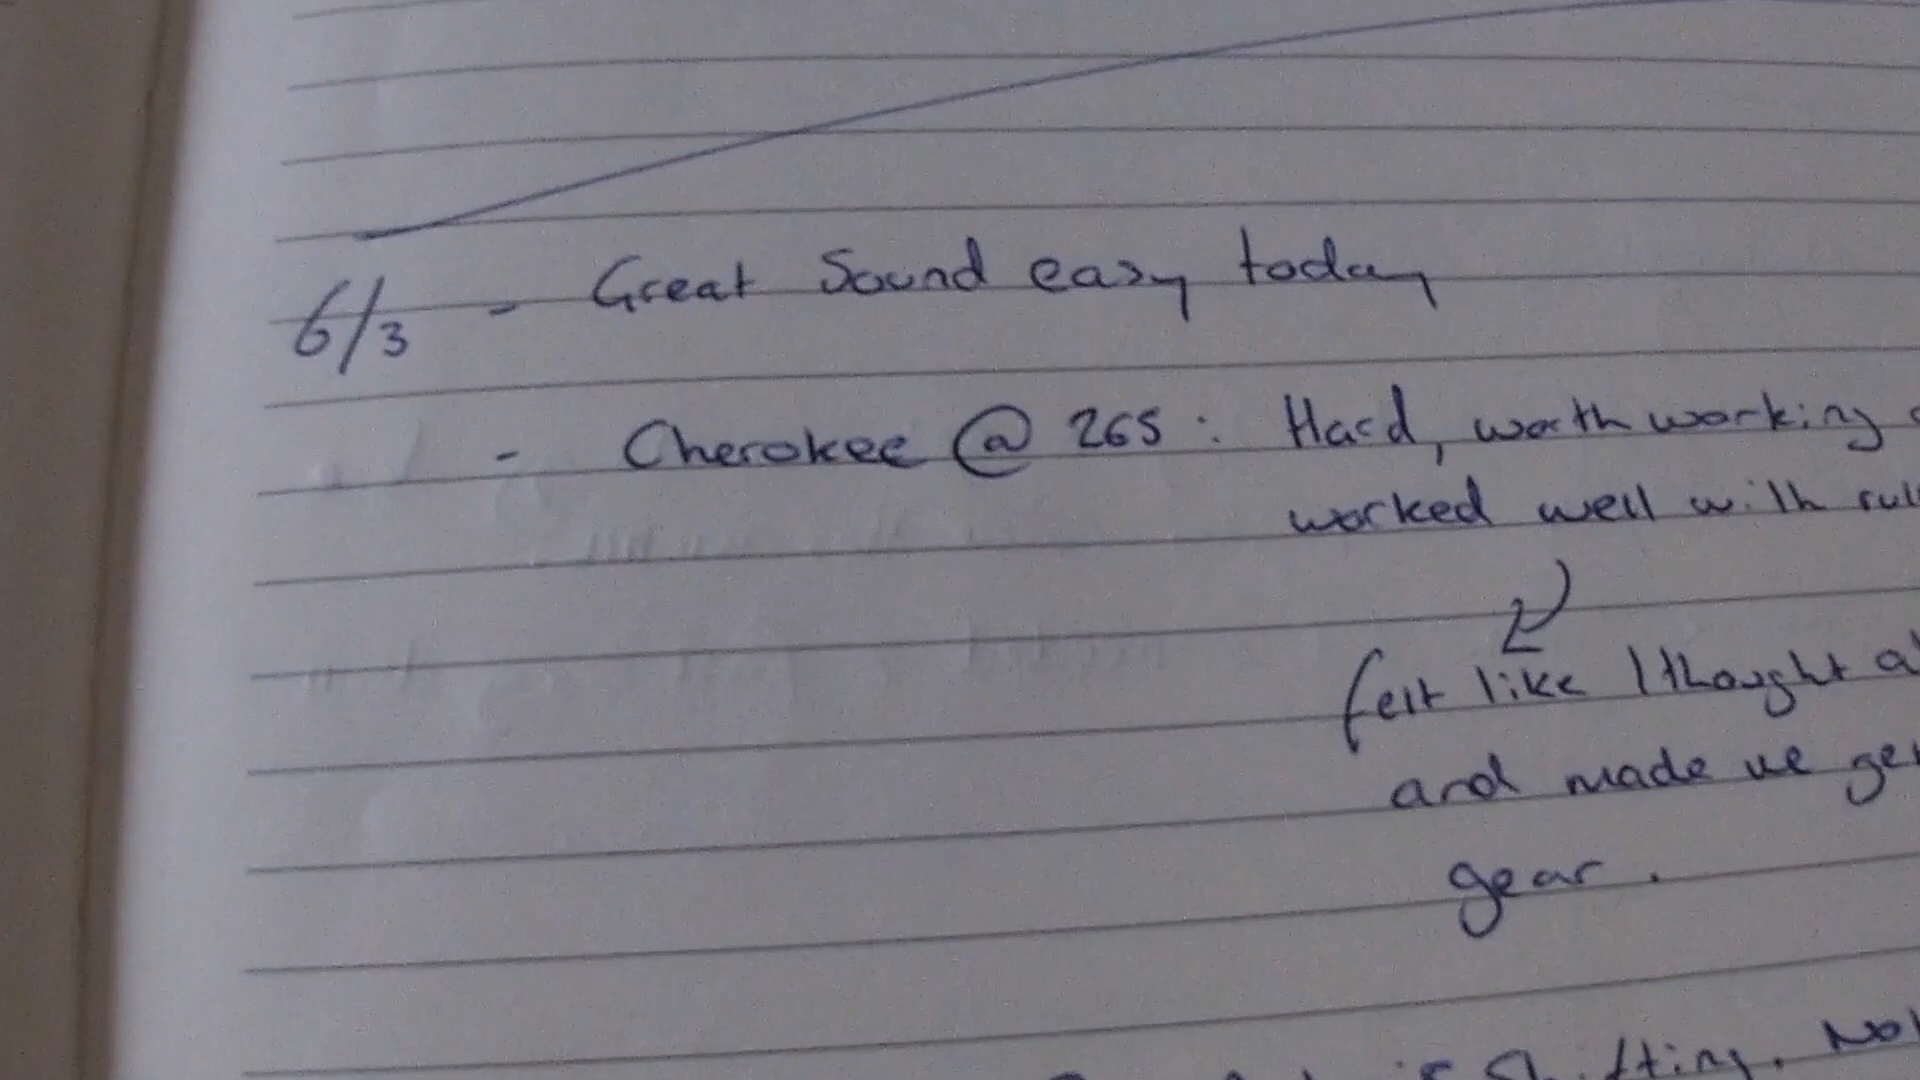 6/3 - Great Sound easy today
- Cherokee @ 265 : Hard, worth working
worked well with
felt like I thought
and made me
gear.
shifting.